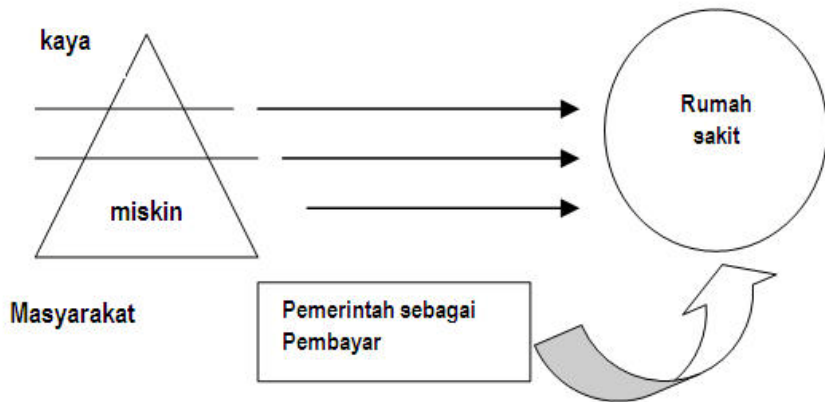 kaya
Rumah
sakit
miskin
Masyarakat
Pemerintah sebagai
Pembayar